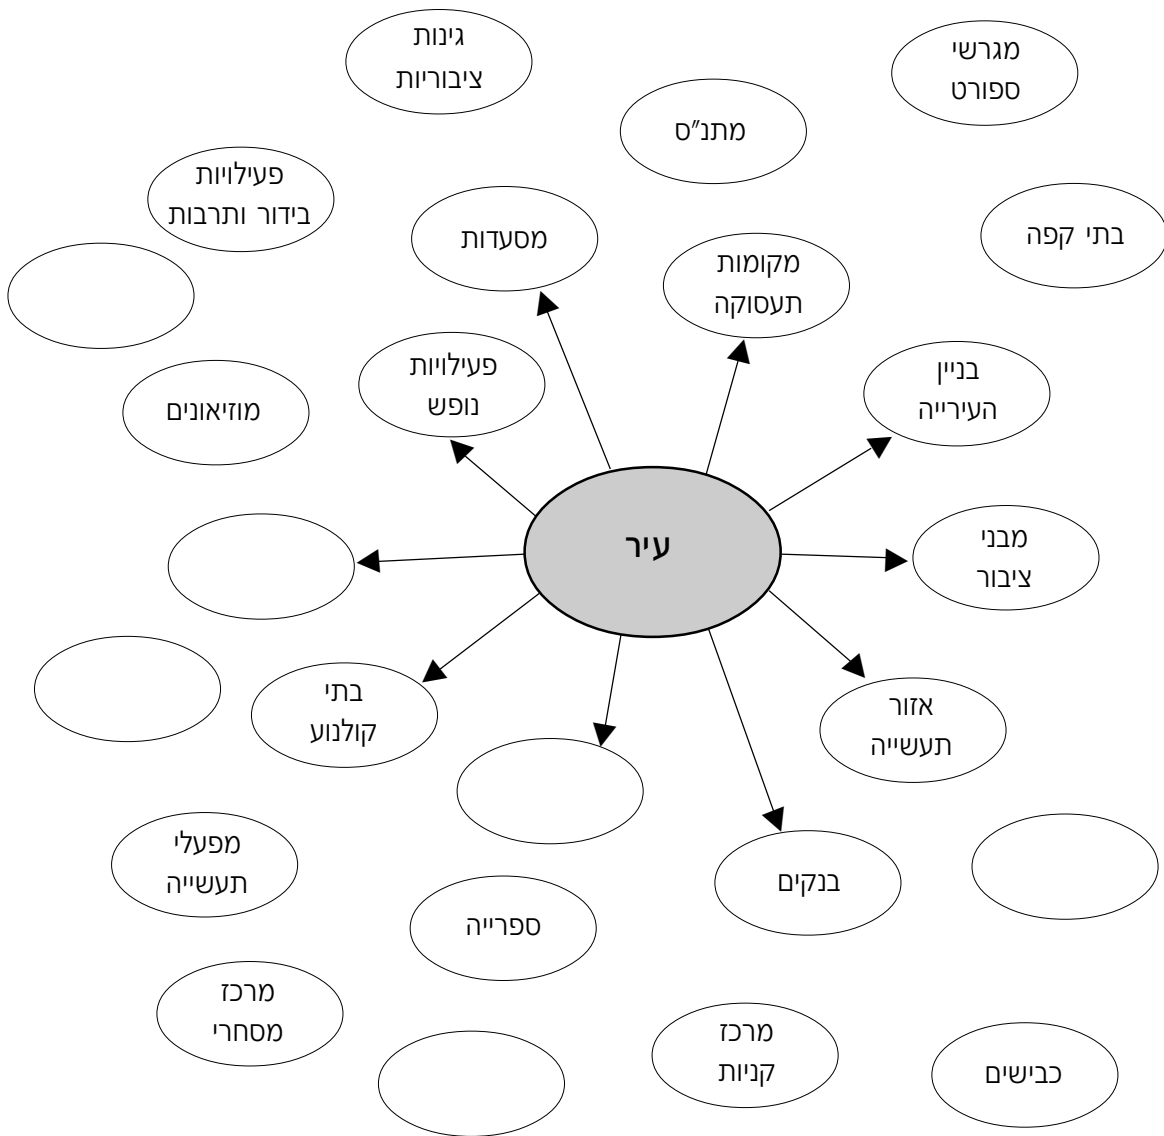 גינות
ציבוריות
מגרשי
ספורט
מתנ"ס
פעילויות
בידור ותרבות
מסעדות
בתי קפה
מקומות
תעסוקה
פעילויות
נופש
בניין
העירייה
מוזיאונים
עיר
מבני
ציבור
בתי
קולנוע
אזור
תעשייה
מפעלי
תעשייה
בנקים
ספרייה
מרכז
מסחרי
מרכז
קניות
כבישים